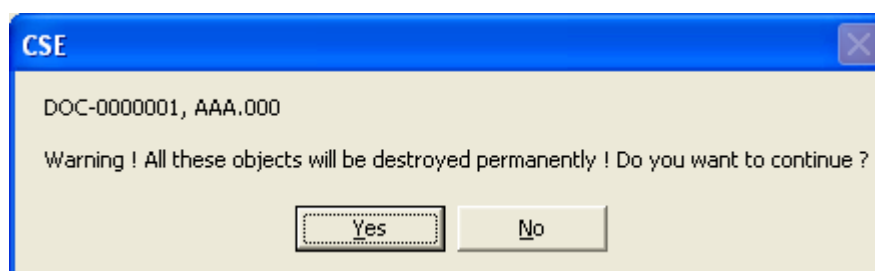 CSE
DOC-0000001, AAA.000
Warning ! All these objects will be destroyed permanently ! Do you want to continue ?
Yes
No